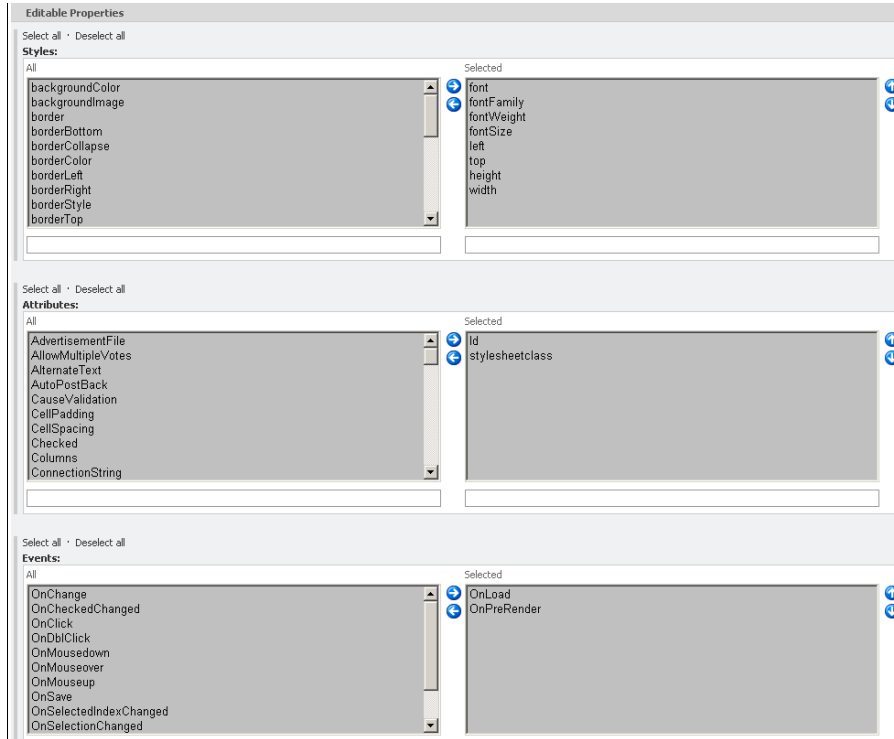 Editable Properties
Select all · Deselect all
Styles:
All Selected
backgroundColor font
backgroundImage fontFamily
border fontWeight
borderBottom fontSize
borderCollapse left
borderColor top
borderLeft height
borderRight width
borderStyle
borderTop
Select all · Deselect all
Attributes:
All Selected
AdvertisementFile Id
AllowMultipleVotes stylesheetclass
AlternateText
AutoPostBack
CauseValidation
CellPadding
CellSpacing
Checked
Columns
ConnectionString
Select all · Deselect all
Events:
All Selected
OnChange OnLoad
OnCheckedChanged OnPreRender
OnClick
OnDblClick
OnMousedown
OnMouseover
OnMouseup
OnSave
OnSelectedIndexChanged
OnSelectionChanged